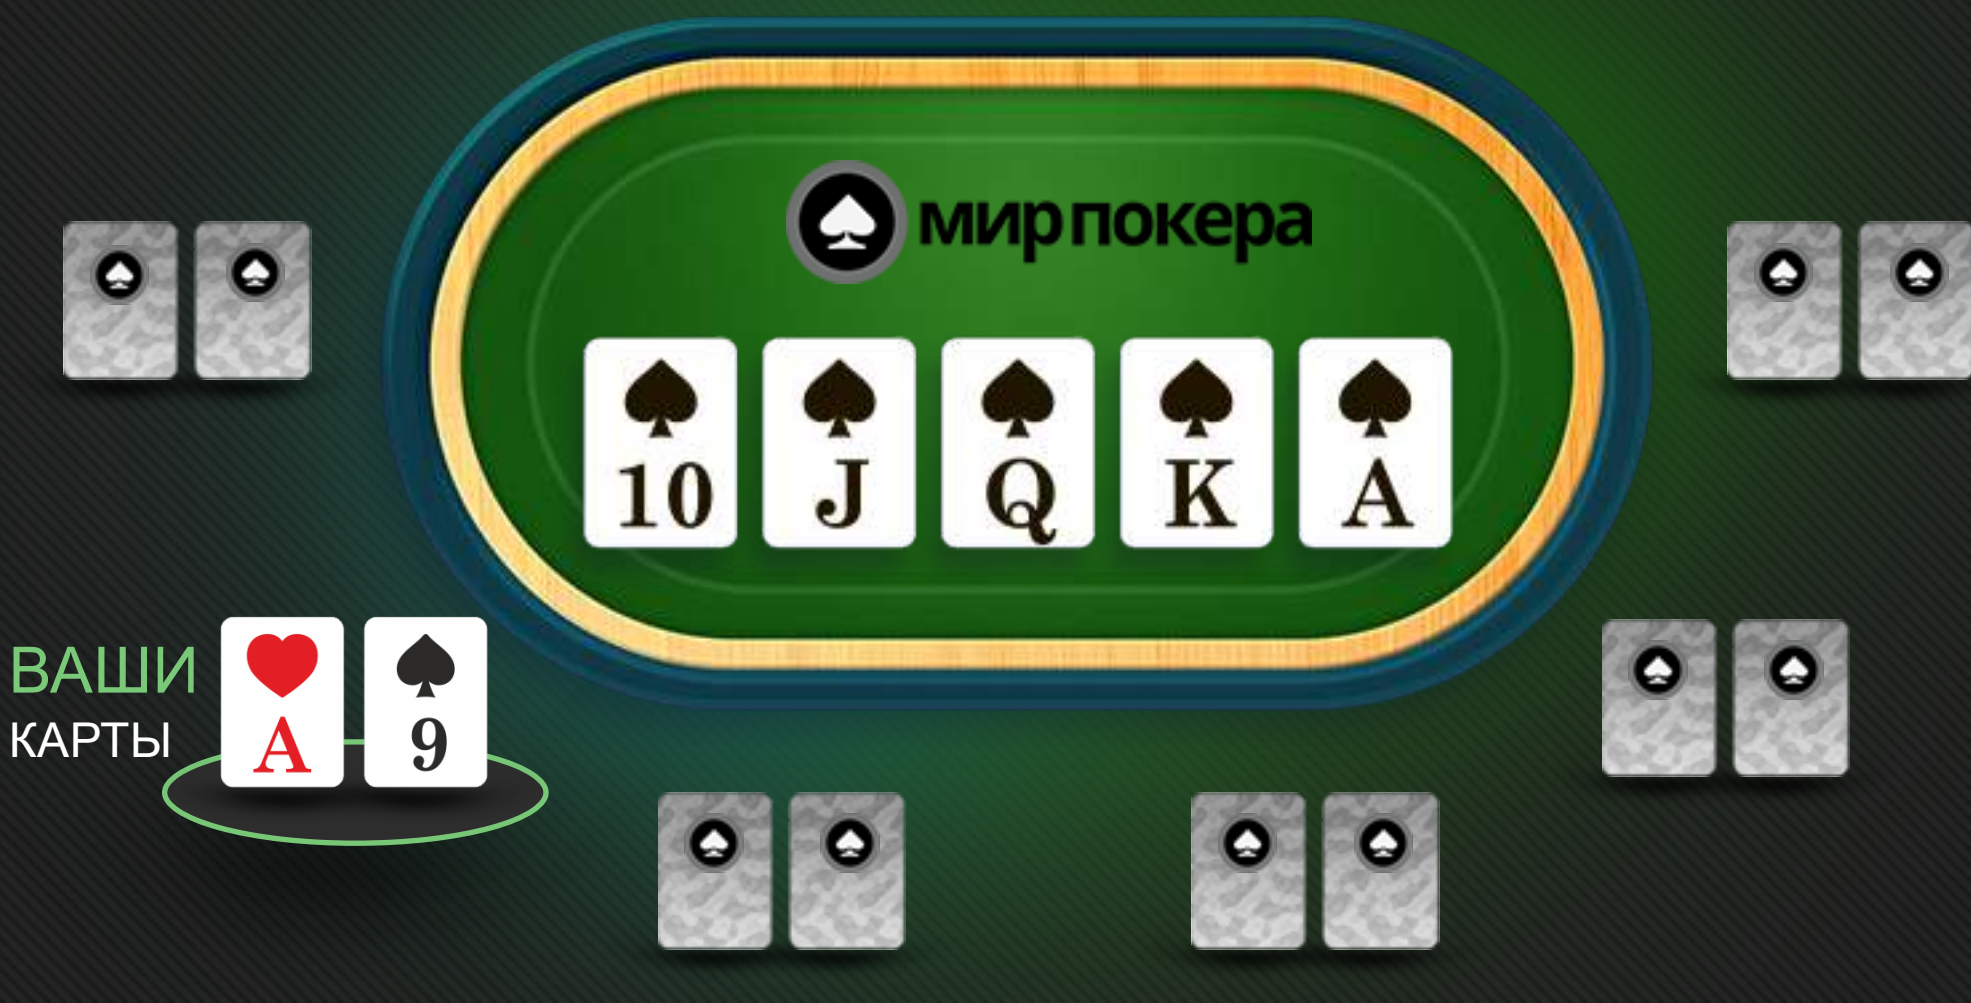 мир покера
10 J Q K A
ВАШИ
КАРТЫ
A 9